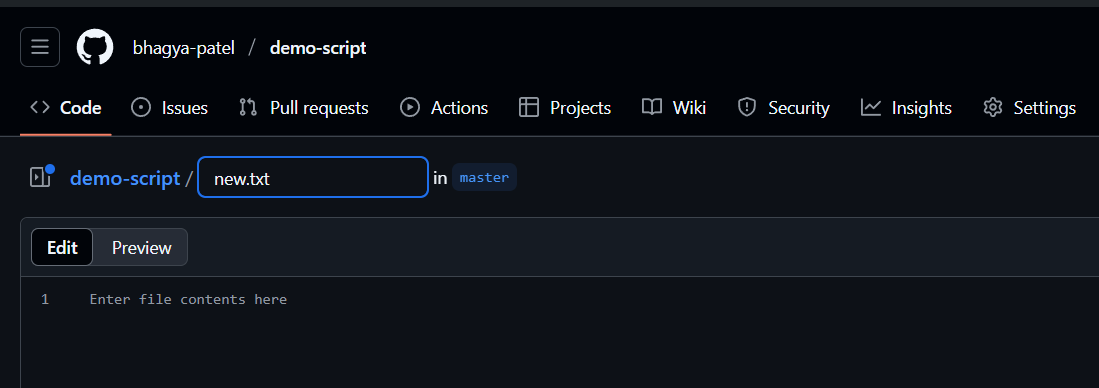 bhagya-patel / demo-script
Code Issues Pull requests Actions Projects Wiki Security Insights Settings
demo-script / new.txt in master
Edit Preview
1 Enter file contents here